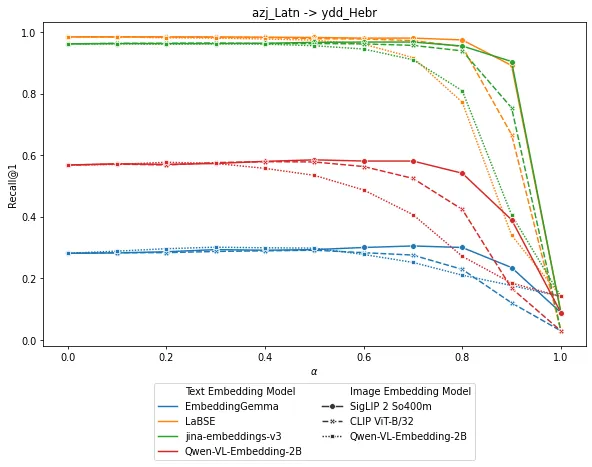 azj_Latn -> ydd_Hebr
Recall@1
1.0
0.8
0.6
0.4
0.2
0.0
0.0 0.2 0.4 0.6 0.8 1.0
α
Text Embedding Model
EmbeddingGemma
LaBSE
jina-embeddings-v3
Qwen-VL-Embedding-2B
Image Embedding Model
SigLIP 2 So400m
CLIP ViT-B/32
Qwen-VL-Embedding-2B